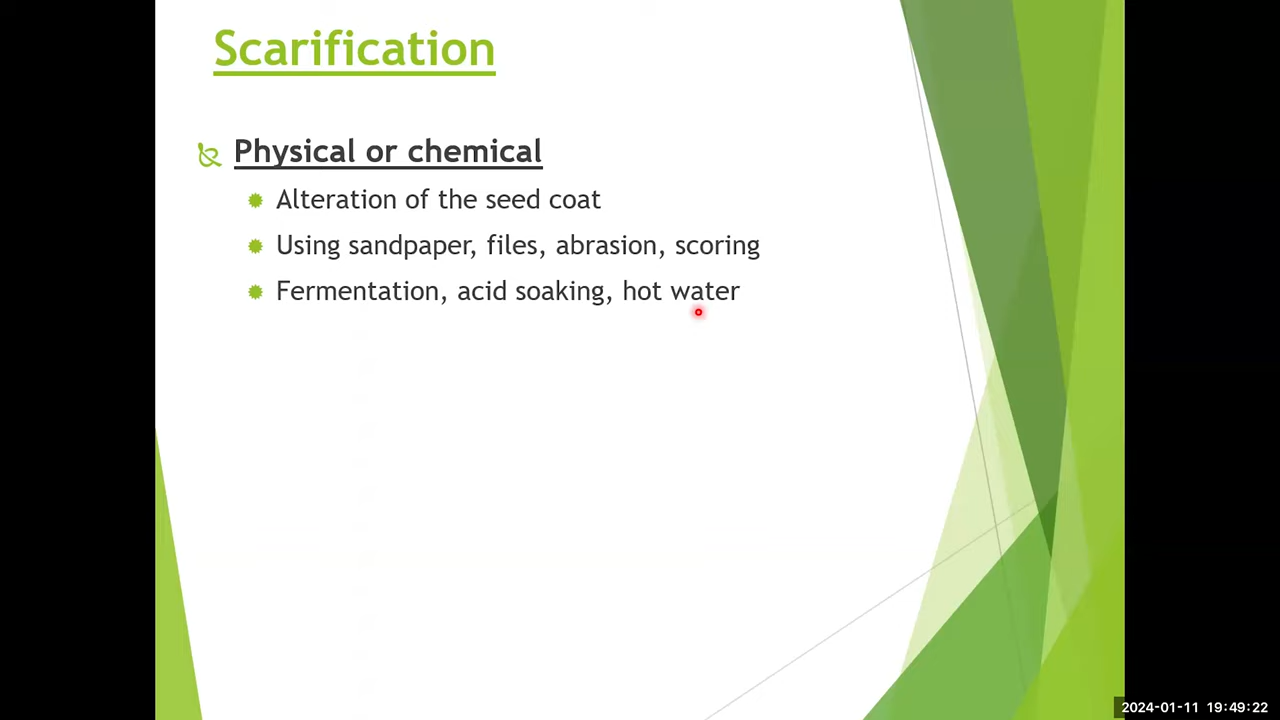 Scarification
Physical or chemical
Alteration of the seed coat
Using sandpaper, files, abrasion, scoring
Fermentation, acid soaking, hot water
2024-01-11 19:49:22